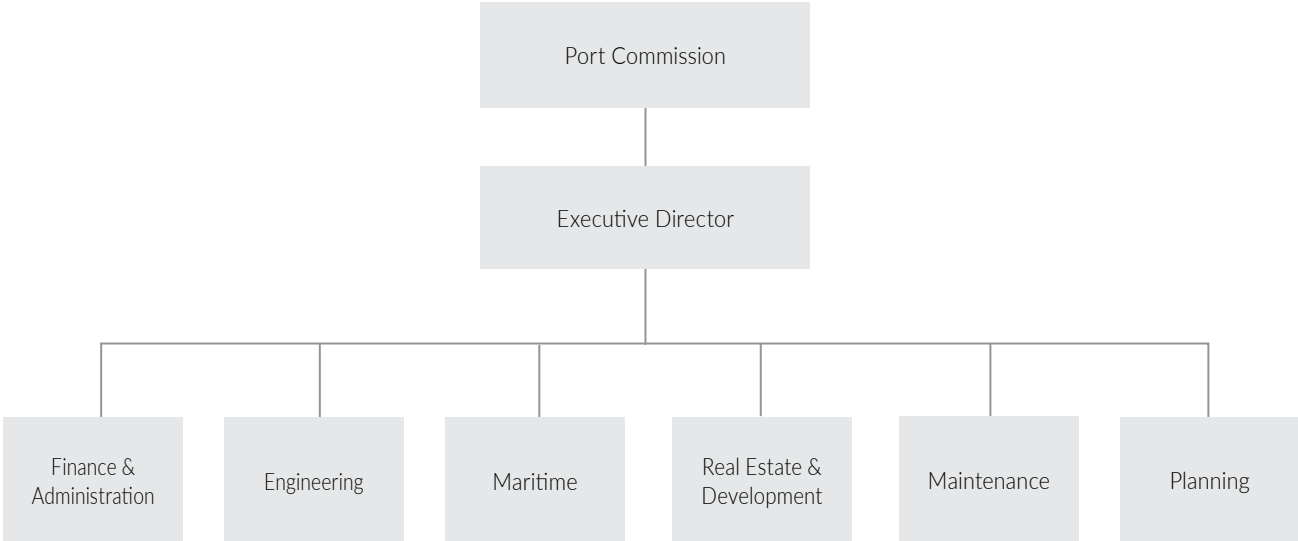 Port Commission
Executive Director
Finance &
Administration
Engineering
Maritime
Real Estate &
Development
Maintenance
Planning